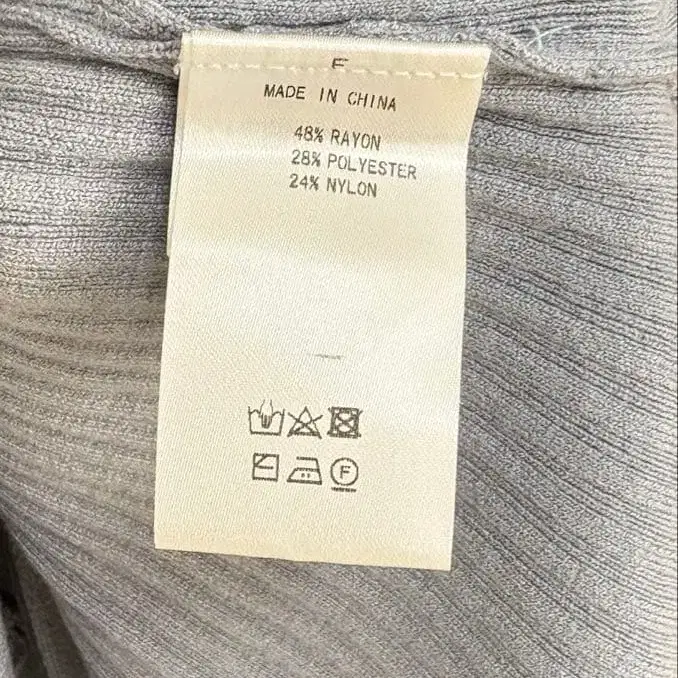 F
MADE IN CHINA
48% RAYON
28% POLYESTER
24% NYLON
F